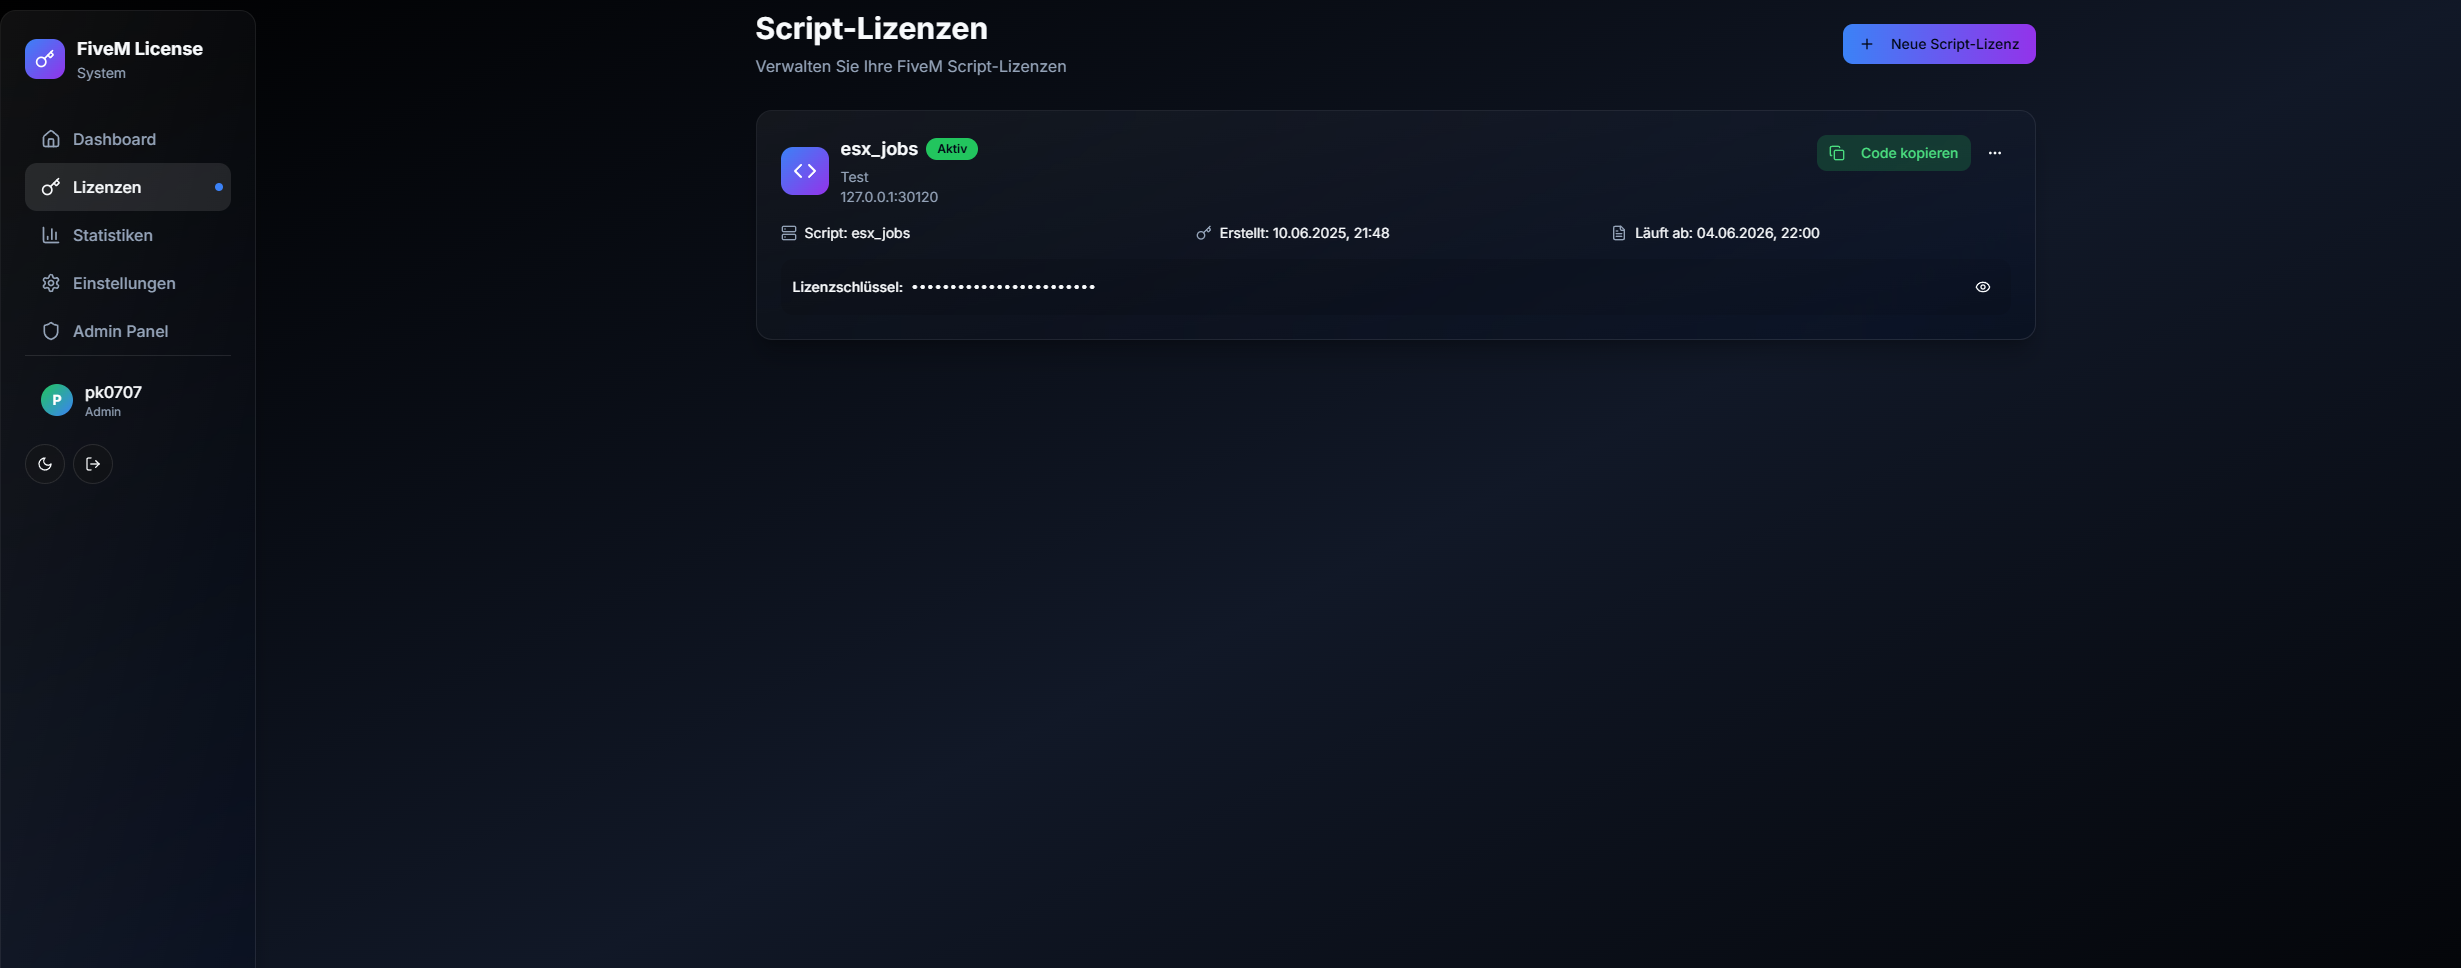 FiveM License
System
Dashboard
Lizenzen
Statistiken
Einstellungen
Admin Panel
P
pk0707
Admin
Script-Lizenzen
Verwalten Sie Ihre FiveM Script-Lizenzen
Neue Script-Lizenz
esx_jobs Aktiv
Test
127.0.0.1:30120
Code kopieren
Script: esx_jobs
Erstellt: 10.06.2025, 21:48
Läuft ab: 04.06.2026, 22:00
Lizenzschlüssel: ••••••••••••••••••••••••